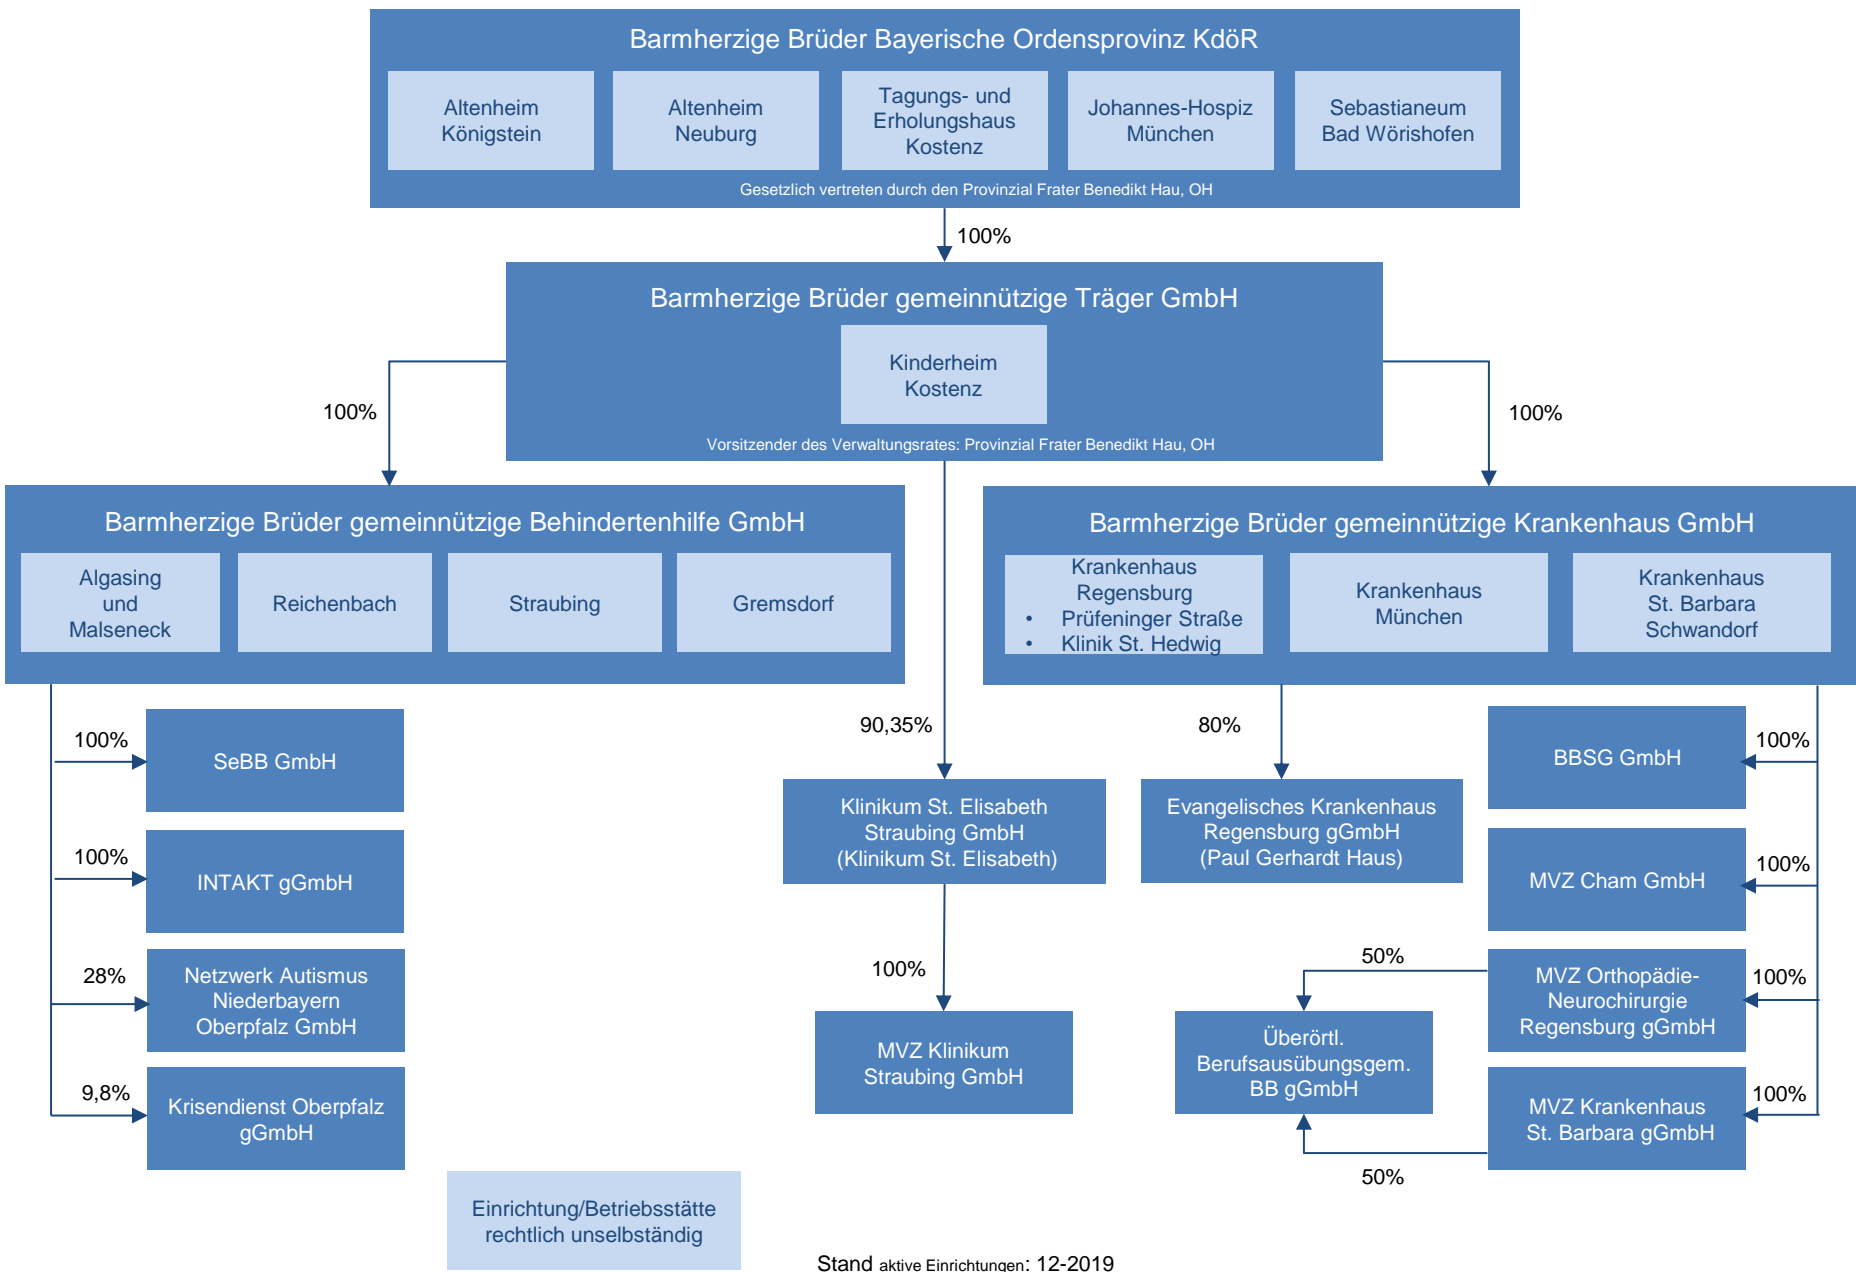 Barmherzige Brüder Bayerische Ordensprovinz KdöR
Altenheim
Königstein
Altenheim
Neuburg
Tagungs- und
Erholungshaus
Kostenz
Johannes-Hospiz
München
Sebastianeum
Bad Wörishofen
Gesetzlich vertreten durch den Provinzial Frater Benedikt Hau, OH
100%
Barmherzige Brüder gemeinnützige Träger GmbH
Kinderheim
Kostenz
Vorsitzender des Verwaltungsrates: Provinzial Frater Benedikt Hau, OH
100%
100%
Barmherzige Brüder gemeinnützige Behindertenhilfe GmbH
Algasing
und
Malseneck
Reichenbach
Straubing
Gremsdorf
Barmherzige Brüder gemeinnützige Krankenhaus GmbH
Krankenhaus
Regensburg
• Prüfeninger Straße
• Klinik St. Hedwig
Krankenhaus
München
Krankenhaus
St. Barbara
Schwandorf
100%
SeBB GmbH
100%
INTAKT gGmbH
28%
Netzwerk Autismus
Niederbayern
Oberpfalz GmbH
9,8%
Krisendienst Oberpfalz
gGmbH
90,35%
Klinikum St. Elisabeth
Straubing GmbH
(Klinikum St. Elisabeth)
100%
MVZ Klinikum
Straubing GmbH
80%
Evangelisches Krankenhaus
Regensburg gGmbH
(Paul Gerhardt Haus)
BBSG GmbH
100%
MVZ Cham GmbH
100%
50%
MVZ Orthopädie-
Neurochirurgie
Regensburg gGmbH
100%
Überörtl.
Berufsausübungsgem.
BB gGmbH
MVZ Krankenhaus
St. Barbara gGmbH
100%
50%
Einrichtung/Betriebsstätte
rechtlich unselbständig
Stand aktive Einrichtungen: 12-2019